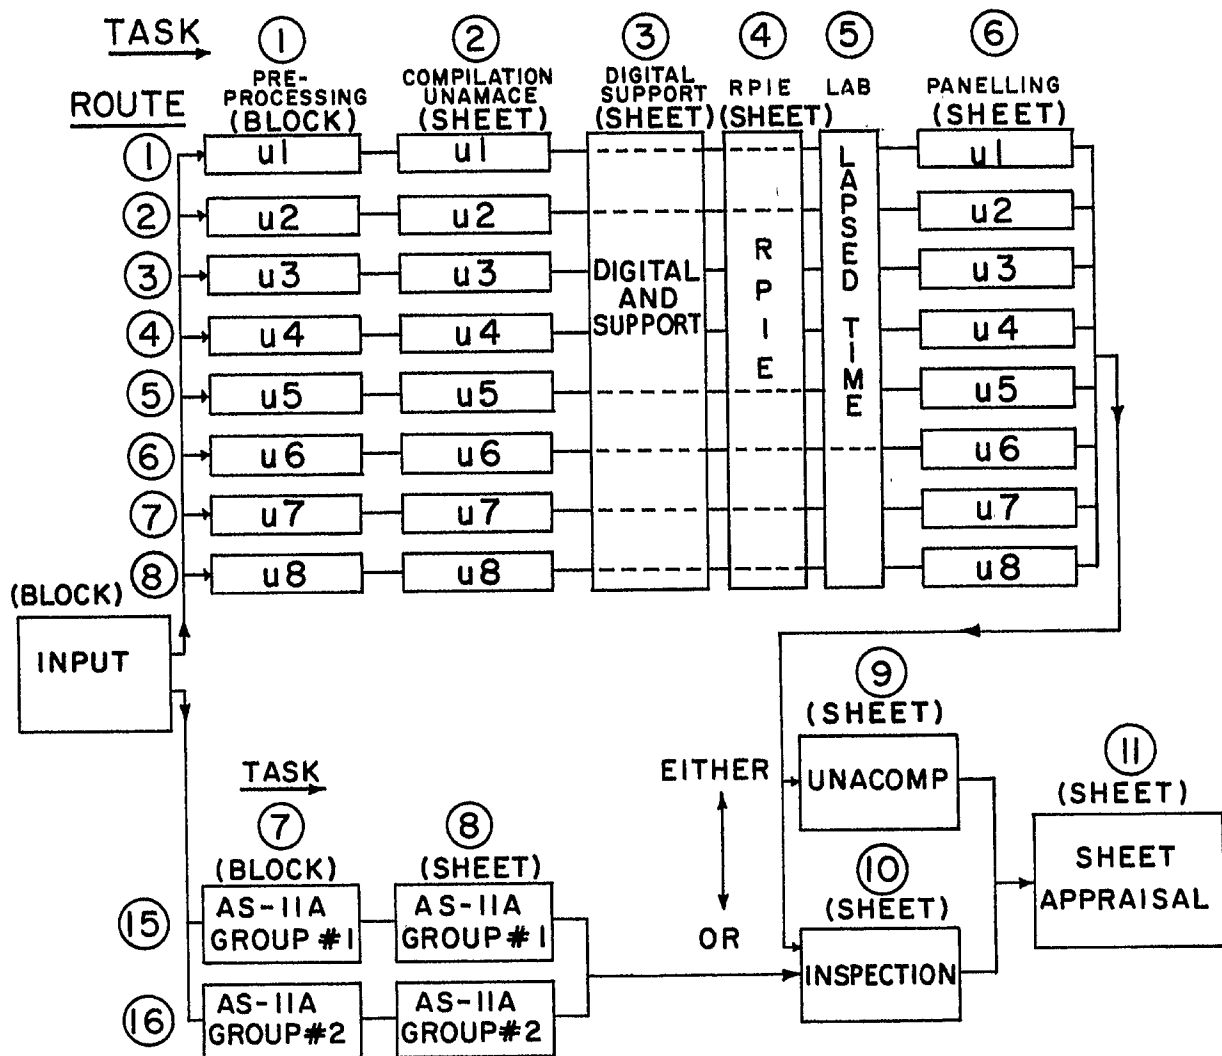 TASK
① ② ③ ④ ⑤ ⑥
PRE-
PROCESSING
(BLOCK)
COMPILATION
UNAMACE
(SHEET)
DIGITAL
SUPPORT
(SHEET)
RPIE
(SHEET)
LAB
PANELLING
(SHEET)
ROUTE
① u1 u1 u1
② u2 u2 u2
③ u3 u3 u3
④ u4 u4 u4
⑤ u5 u5 u5
⑥ u6 u6 u6
⑦ u7 u7 u7
⑧ u8 u8 u8
DIGITAL
AND
SUPPORT
RPIE
LAPSED TIME
(BLOCK)
INPUT
TASK
⑦
(BLOCK)
⑧
(SHEET)
⑮
AS-11A
GROUP #1
AS-11A
GROUP #1
⑯
AS-11A
GROUP #2
AS-11A
GROUP #2
EITHER
OR
⑨
(SHEET)
UNACOMP
⑩
(SHEET)
INSPECTION
⑪
(SHEET)
SHEET
APPRAISAL